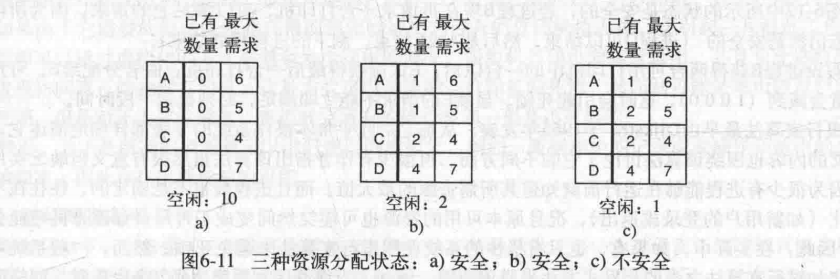 已有 最大
数量 需求
A 0
B 0 5
C 0 4
D 0
空闲：10
a)
已有 最大
数量 需求
A 1 6
B 1 5
C 2 4
D 4 7
空闲：2
b)
已有 最大
数量 需求
A 1 6
B 2 5
C 2 4
D 4 7
空闲：1
c)
图6-11 三种资源分配状态：a) 安全；b) 安全；c) 不安全